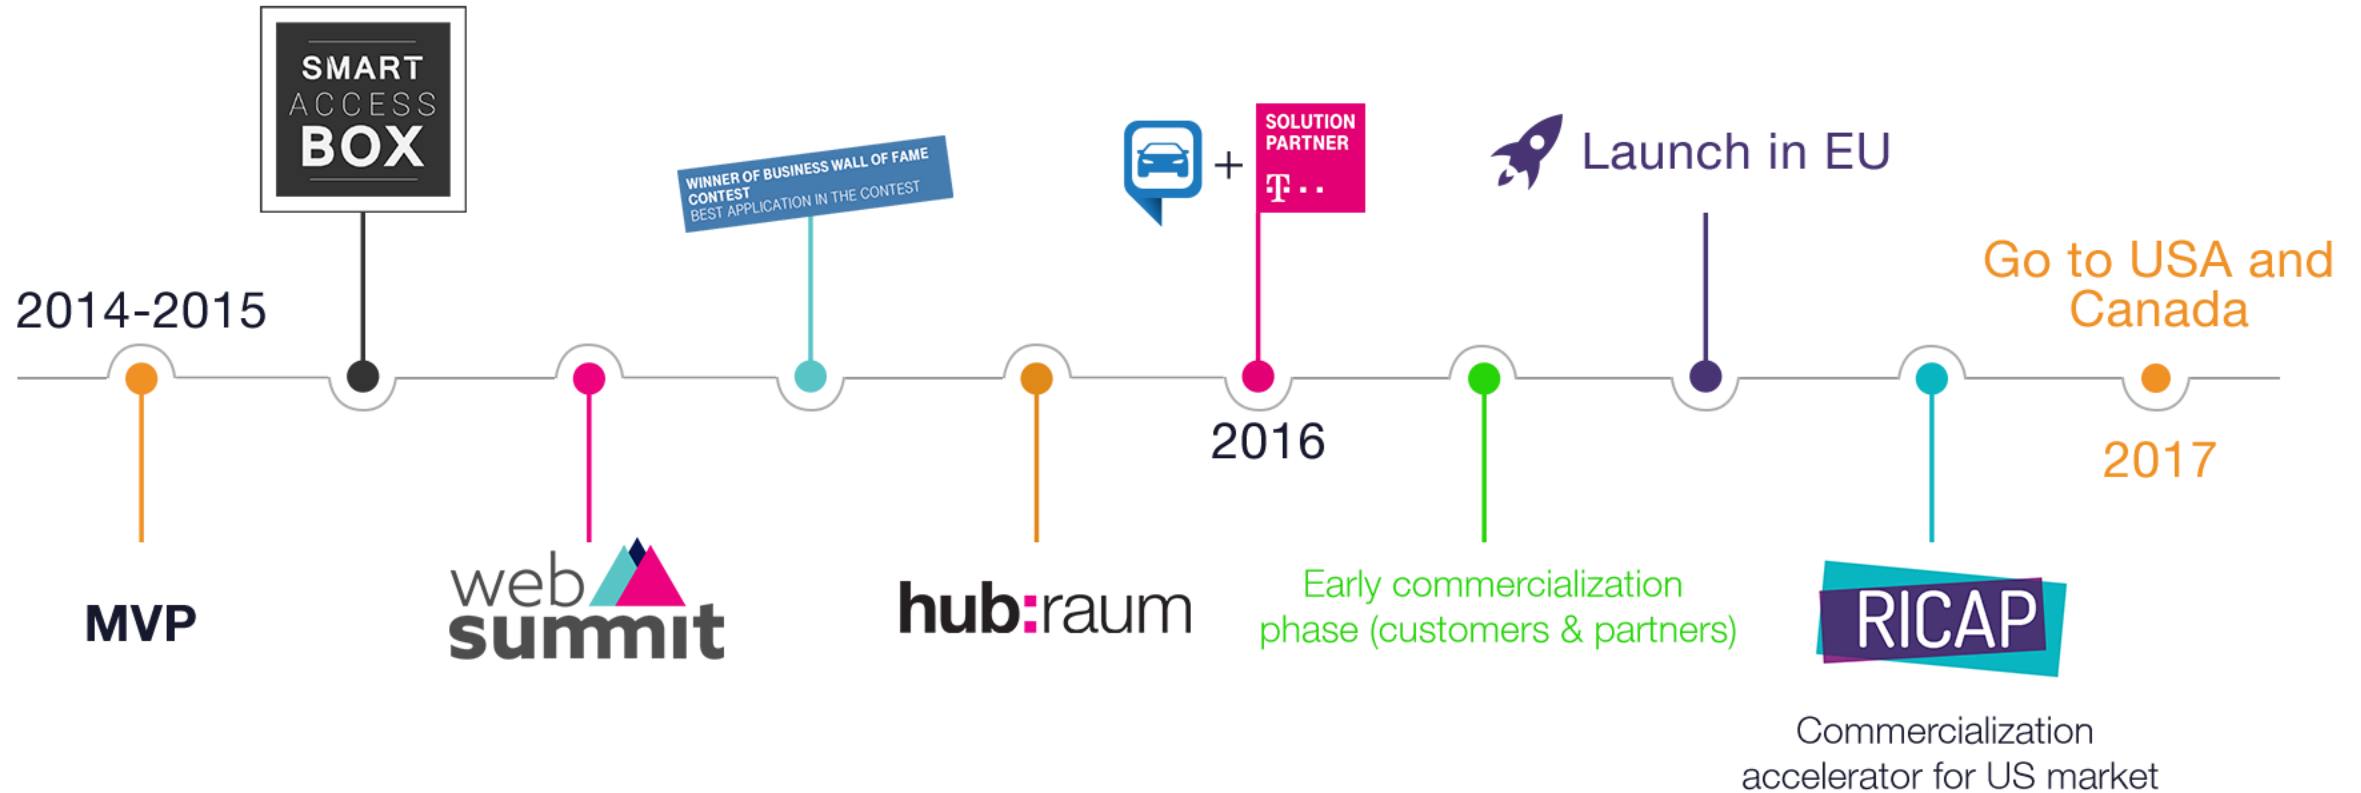 SMART
ACCESS
BOX
2014-2015
MVP
web
summit
WINNER OF BUSINESS WALL OF FAME
CONTEST
BEST APPLICATION IN THE CONTEST
hub:raum
+
SOLUTION
PARTNER
T..
2016
Early commercialization
phase (customers & partners)
Launch in EU
RICAP
Commercialization
accelerator for US market
Go to USA and
Canada
2017